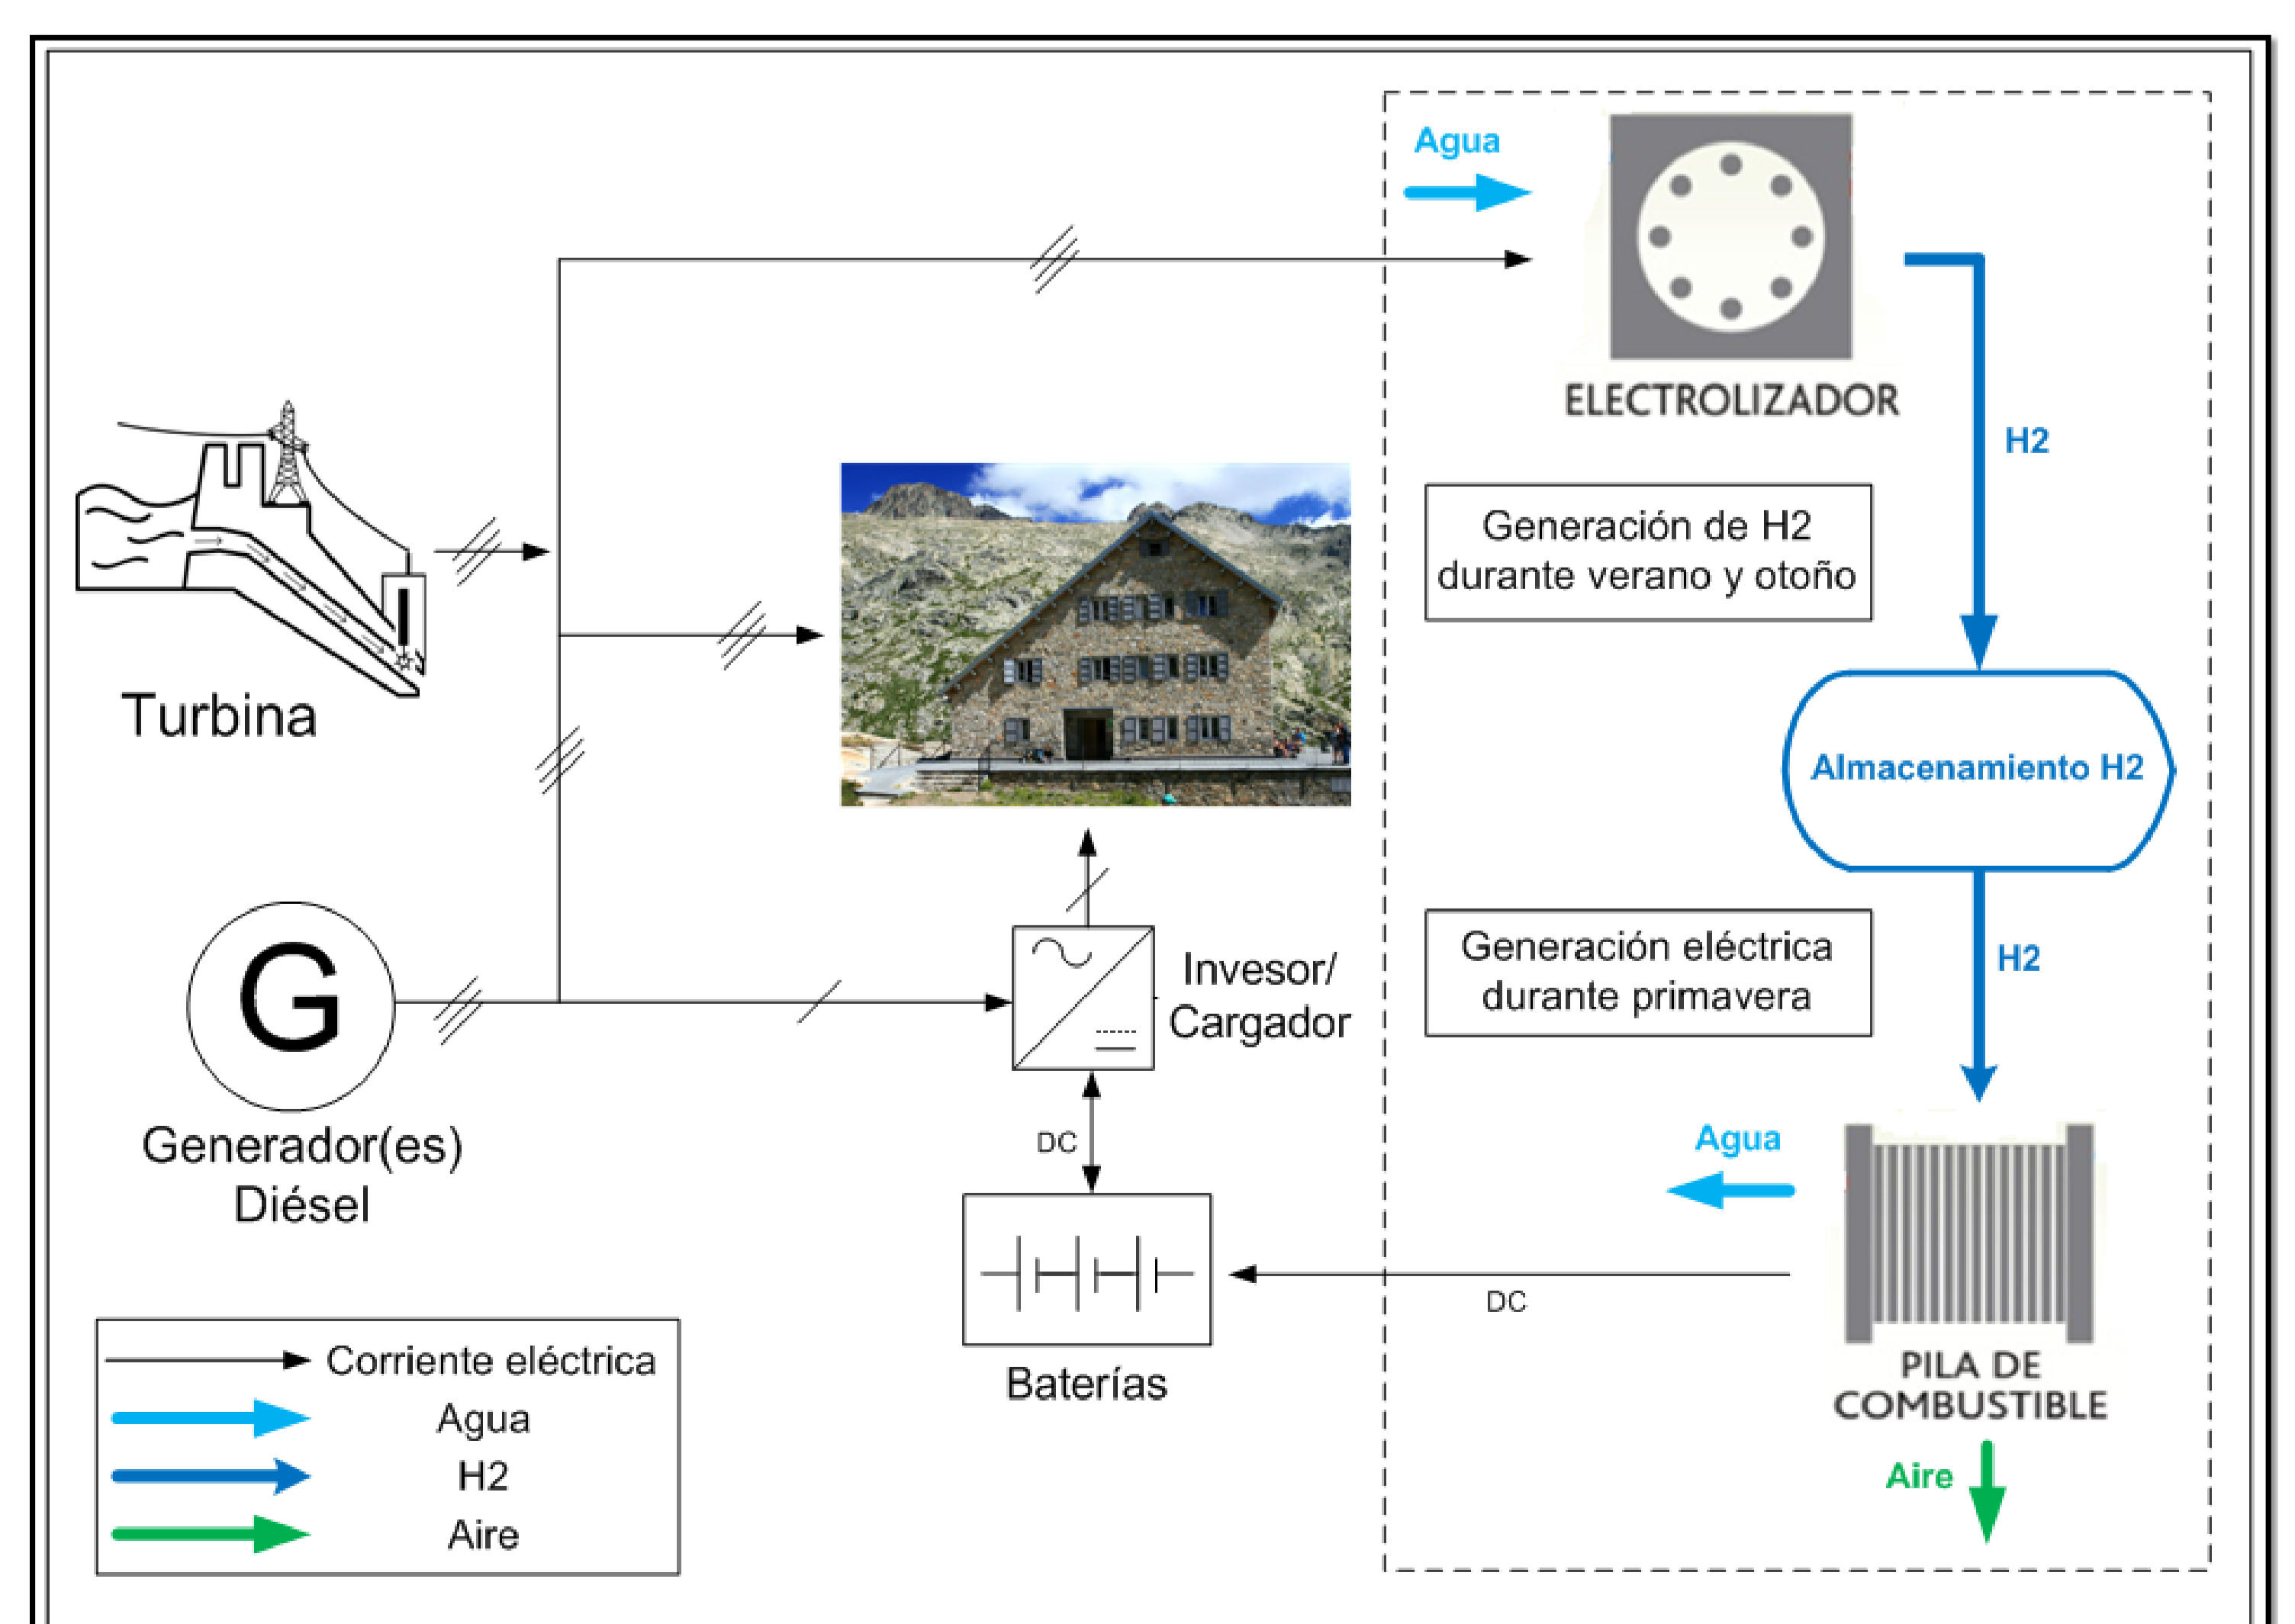 Agua
ELECTROLIZADOR
H2
Generación de H2
durante verano y otoño
Turbina
Almacenamiento H2
G
Generador(es)
Diésel
Invesor/
Cargador
Generación eléctrica
durante primavera
H2
DC
Agua
DC
Baterías
PILA DE
COMBUSTIBLE
Aire
Corriente eléctrica
Agua
H2
Aire